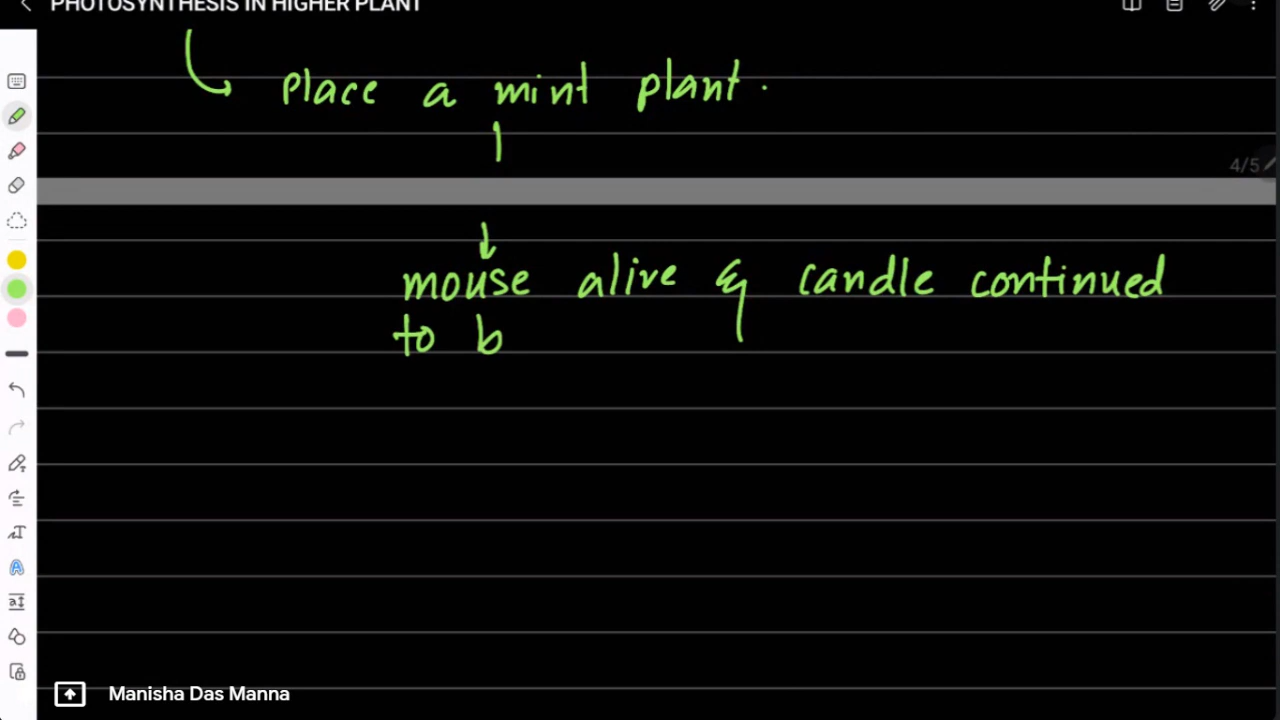 PHOTOSYNTHESIS IN HIGHER PLANT
place a mint plant.
4/5
mouse alive & candle continued
to b
Manisha Das Manna